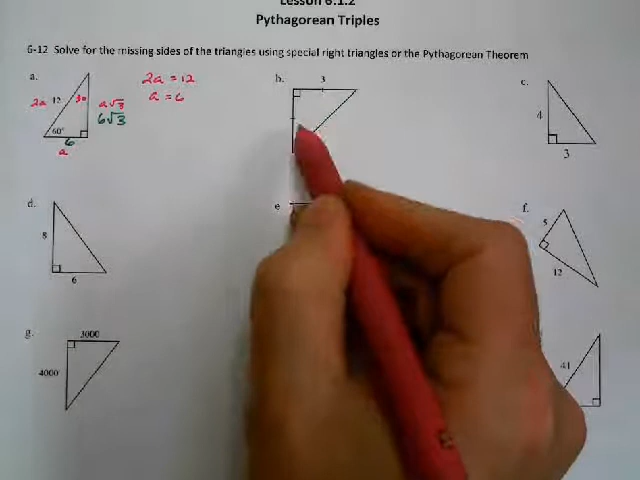 Lesson 6.1.2
Pythagorean Triples
6-12 Solve for the missing sides of the triangles using special right triangles or the Pythagorean Theorem
a.
2a 12 30 a√3
6√3
60°
6
a
2a = 12
a = 6
b.
3
c.
4
3
d.
8
6
e
f.
5
12
g.
3000
4000
41